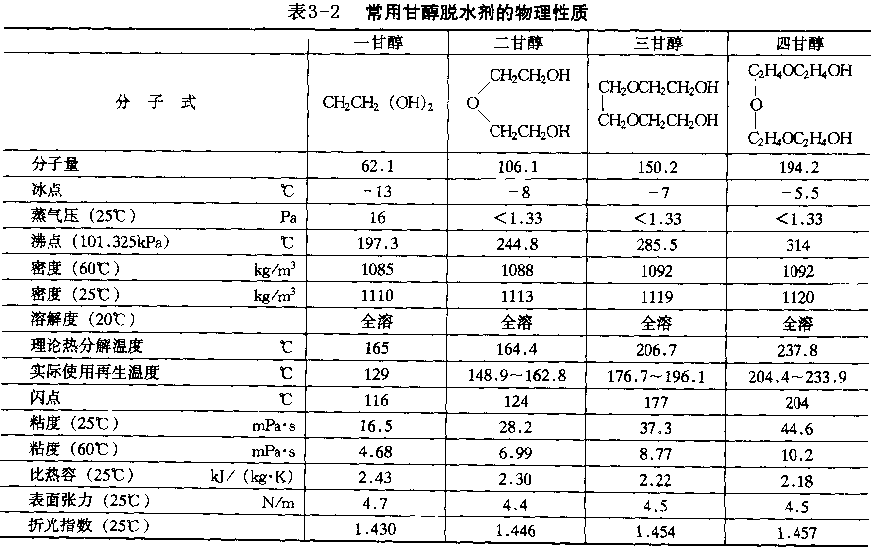 表3-2 常用甘醇脱水剂的物理性质
一甘醇 二甘醇 三甘醇 四甘醇
分 子 式 CH₂CH₂ (OH)₂ O CH₂CH₂OH CH₂CH₂OH CH₂OCH₂CH₂OH CH₂OCH₂CH₂OH C₂H₄OC₂H₄OH O C₂H₄OC₂H₄OH
分子量 62.1 106.1 150.2 194.2
冰点 ℃ -13 -8 -7 -5.5
蒸气压 (25℃) Pa 16 <1.33 <1.33 <1.33
沸点 (101.325kPa) ℃ 197.3 244.8 285.5 314
密度 (60℃) kg/m³ 1085 1088 1092 1092
密度 (25℃) kg/m³ 1110 1113 1119 1120
溶解度 (20℃) 全溶 全溶 全溶 全溶
理论热分解温度 ℃ 165 164.4 206.7 237.8
实际使用再生温度 ℃ 129 148.9~162.8 176.7~196.1 204.4~233.9
闪点 ℃ 116 124 177 204
粘度 (25℃) mPa·s 16.5 28.2 37.3 44.6
粘度 (60℃) mPa·s 4.68 6.99 8.77 10.2
比热容 (25℃) kJ/ (kg·K) 2.43 2.30 2.22 2.18
表面张力 (25℃) N/m 4.7 4.4 4.5 4.5
折光指数 (25℃) 1.430 1.446 1.454 1.457